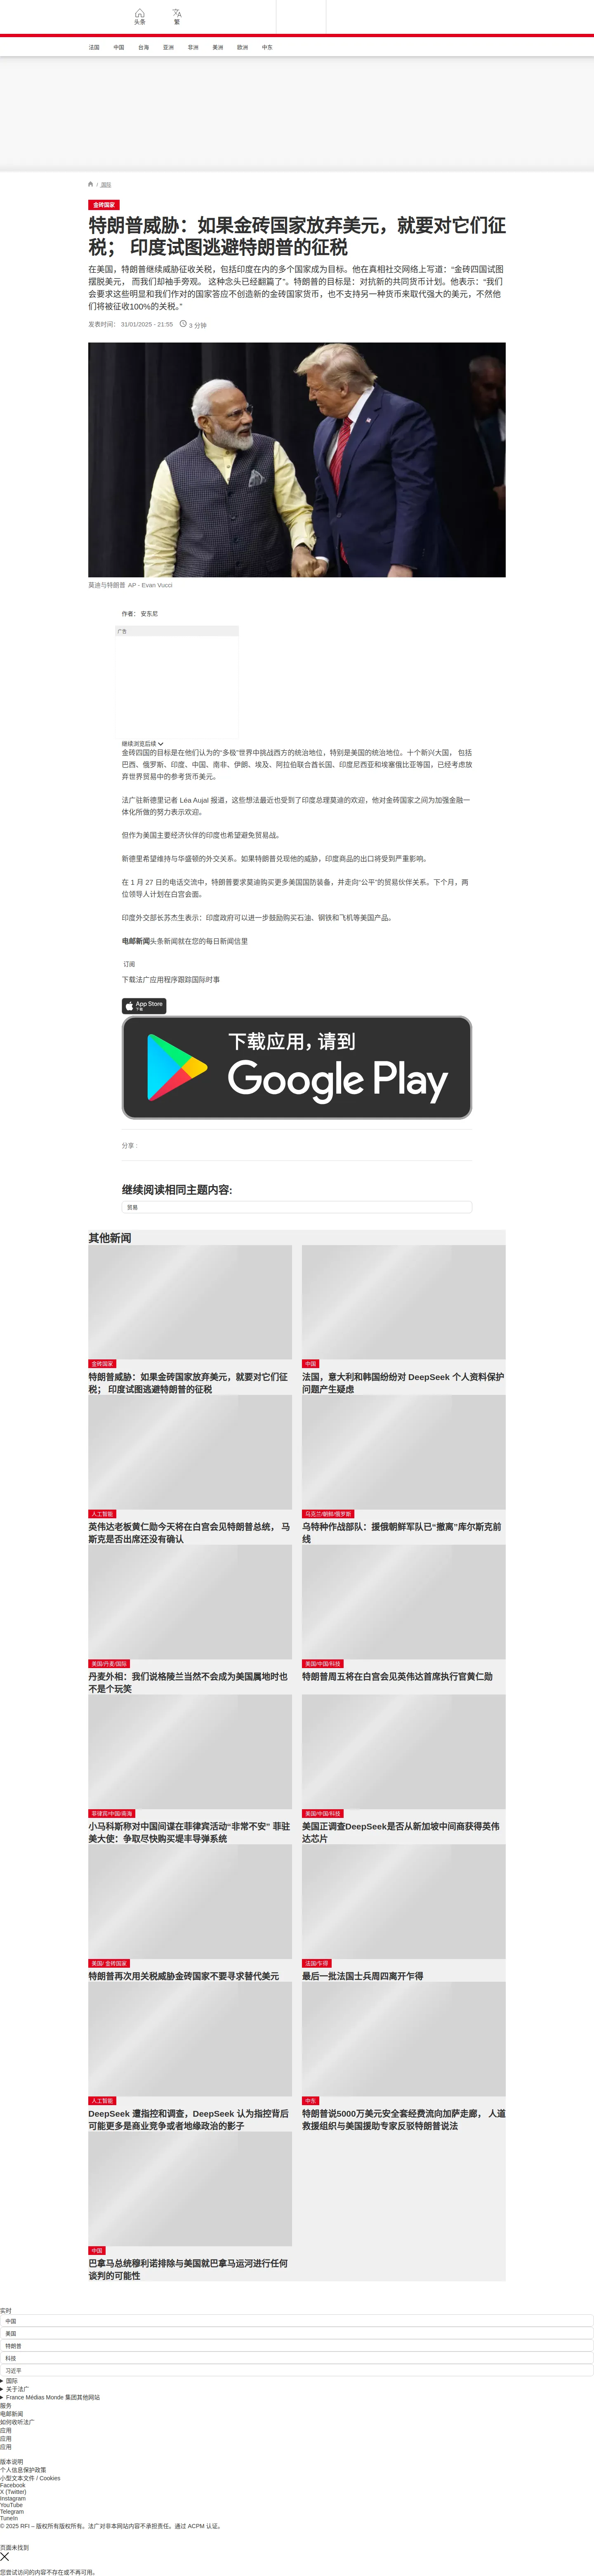 头条
繁
法国 中国 台海 亚洲 非洲 美洲 欧洲 中东
/ 国际
金砖国家
特朗普威胁：如果金砖国家放弃美元，就要对它们征
税； 印度试图逃避特朗普的征税
在美国，特朗普继续威胁征收关税，包括印度在内的多个国家成为目标。他在真相社交网络上写道：“金砖四国试图
摆脱美元， 而我们却袖手旁观。 这种念头已经翻篇了”。特朗普的目标是：对抗新的共同货币计划。他表示：“我们
会要求这些明显和我们作对的国家答应不创造新的金砖国家货币，也不支持另一种货币来取代强大的美元，不然他
们将被征收100%的关税。”
发表时间： 31/01/2025 - 21:55 3 分钟
莫迪与特朗普 AP - Evan Vucci
作者： 安东尼
广告
继续浏览后续
金砖四国的目标是在他们认为的“多极”世界中挑战西方的统治地位，特别是美国的统治地位。十个新兴大国， 包括
巴西、俄罗斯、印度、中国、南非、伊朗、埃及、阿拉伯联合酋长国、印度尼西亚和埃塞俄比亚等国，已经考虑放
弃世界贸易中的参考货币美元。
法广驻新德里记者 Léa Aujal 报道，这些想法最近也受到了印度总理莫迪的欢迎，他对金砖国家之间为加强金融一
体化所做的努力表示欢迎。
但作为美国主要经济伙伴的印度也希望避免贸易战。
新德里希望维持与华盛顿的外交关系。如果特朗普兑现他的威胁，印度商品的出口将受到严重影响。
在 1 月 27 日的电话交流中，特朗普要求莫迪购买更多美国国防装备，并走向“公平”的贸易伙伴关系。下个月，两
位领导人计划在白宫会面。
印度外交部长苏杰生表示：印度政府可以进一步鼓励购买石油、钢铁和飞机等美国产品。
电邮新闻头条新闻就在您的每日新闻信里
订阅
下载法广应用程序跟踪国际时事
App Store
下载
下载应用，请到
Google Play
分享 :
继续阅读相同主题内容:
贸易
其他新闻
金砖国家
特朗普威胁：如果金砖国家放弃美元，就要对它们征
税； 印度试图逃避特朗普的征税
中国
法国，意大利和韩国纷纷对 DeepSeek 个人资料保护
问题产生疑虑
人工智能
英伟达老板黄仁勋今天将在白宫会见特朗普总统， 马
斯克是否出席还没有确认
乌克兰/朝鲜/俄罗斯
乌特种作战部队：援俄朝鲜军队已“撤离”库尔斯克前
线
美国/丹麦/国际
丹麦外相：我们说格陵兰当然不会成为美国属地时也
不是个玩笑
美国/中国/科技
特朗普周五将在白宫会见英伟达首席执行官黄仁勋
菲律宾/中国/南海
小马科斯称对中国间谍在菲律宾活动“非常不安” 菲驻
美大使：争取尽快购买堤丰导弹系统
美国/中国/科技
美国正调查DeepSeek是否从新加坡中间商获得英伟
达芯片
美国/ 金砖国家
特朗普再次用关税威胁金砖国家不要寻求替代美元
法国/乍得
最后一批法国士兵周四离开乍得
人工智能
DeepSeek 遭指控和调查，DeepSeek 认为指控背后
可能更多是商业竞争或者地缘政治的影子
中东
特朗普说5000万美元安全套经费流向加萨走廊， 人道
救援组织与美国援助专家反驳特朗普说法
中国
巴拿马总统穆利诺排除与美国就巴拿马运河进行任何
谈判的可能性
实时
中国
美国
特朗普
科技
习近平
国际
关于法广
France Médias Monde 集团其他网站
服务
电邮新闻
如何收听法广
应用
应用
应用
版本说明
个人信息保护政策
小型文本文件 / Cookies
Facebook
X (Twitter)
Instagram
YouTube
Telegram
TuneIn
© 2025 RFI – 版权所有版权所有。法广对非本网站内容不承担责任。通过 ACPM 认证。
页面未找到
您尝试访问的内容不存在或不再可用。